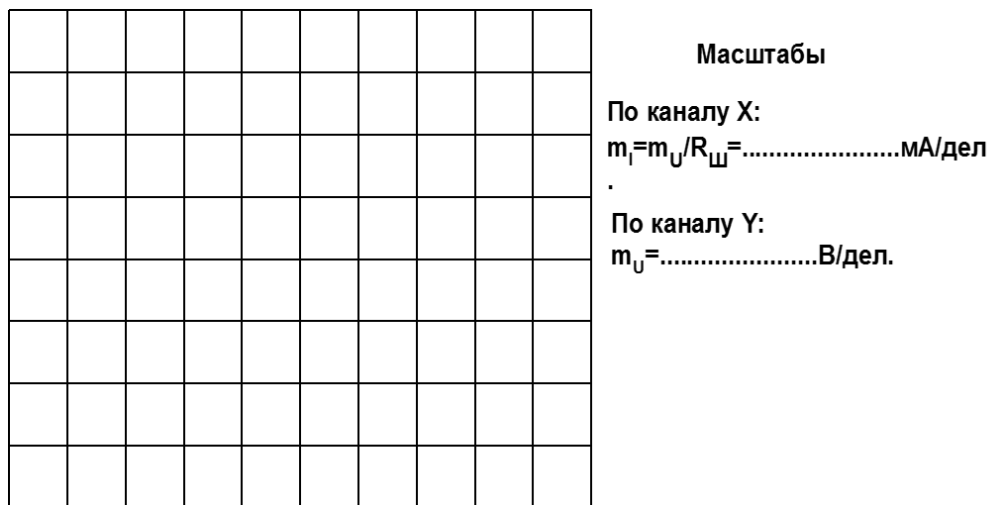 Масштабы
По каналу X:
mI=mU/RШ=.......................мА/дел
.
По каналу Y:
mU=.......................В/дел.